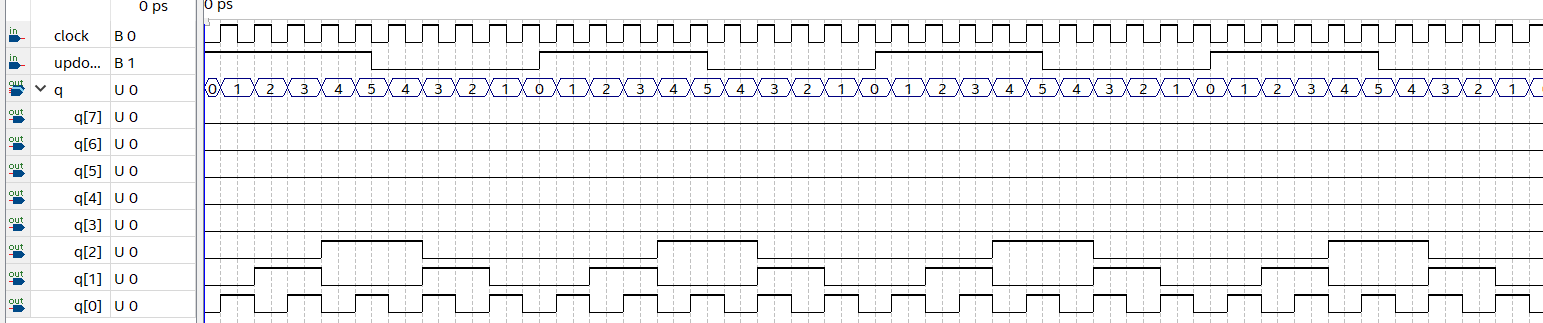 0 ps 0 ps
in clock B 0
in updo... B 1
out q U 0 0 1 2 3 4 5 4 3 2 1 0 1 2 3 4 5 4 3 2 1 0 1 2 3 4 5 4 3 2 1 0 1 2 3 4 5 4 3 2 1
out q[7] U 0
out q[6] U 0
out q[5] U 0
out q[4] U 0
out q[3] U 0
out q[2] U 0
out q[1] U 0
out q[0] U 0